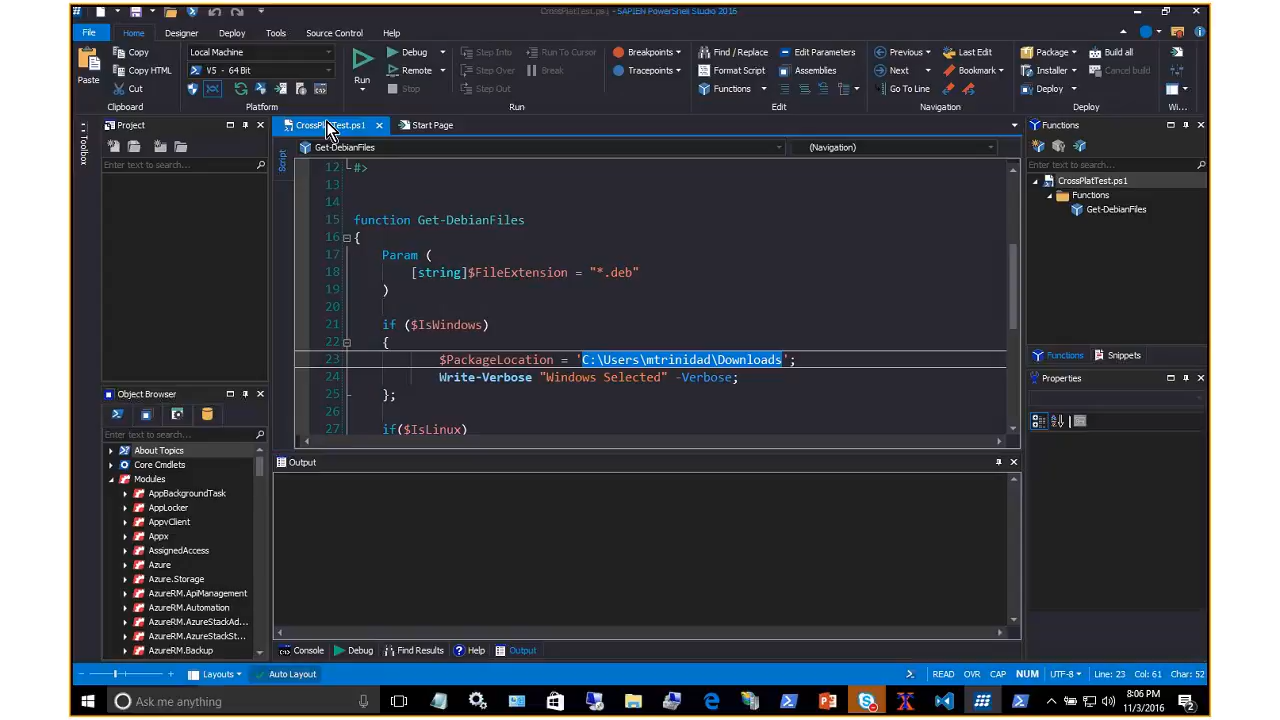 CrossPlatTest.ps1 - SAPIEN PowerShell Studio 2016
File Home Designer Deploy Tools Source Control Help
Paste
Copy
Copy HTML
Cut
Clipboard
Local Machine
V5 - 64 Bit
Platform
Run
Debug
Remote
Stop
Step Into
Step Over
Step Out
Run To Cursor
Break
Breakpoints
Tracepoints
Run
Find / Replace
Format Script
Functions
Edit Parameters
Assemblies
Edit
Previous
Next
Go To Line
Last Edit
Bookmark
Navigation
Package
Installer
Deploy
Build all
Cancel build
Deploy
Wi...
Toolbox
Project
Enter text to search...
Object Browser
Enter text to search...
About Topics
Core Cmdlets
Modules
AppBackgroundTask
AppLocker
AppvClient
Appx
AssignedAccess
Azure
Azure.Storage
AzureRM.ApiManagement
AzureRM.Automation
AzureRM.AzureStackAd...
AzureRM.AzureStackSt...
AzureRM.Backup
CrossPlatTest.ps1 Start Page
Script
Get-DebianFiles (Navigation)
12 #>
13
14
15 function Get-DebianFiles
16 {
17 Param (
18 [string]$FileExtension = "*.deb"
19 )
20
21 if ($IsWindows)
22 {
23 $PackageLocation = 'C:\Users\mtrinidad\Downloads';
24 Write-Verbose "Windows Selected" -Verbose;
25 };
26
27 if($IsLinux)
Output
Console Debug Find Results Help Output
Functions
Enter text to search...
CrossPlatTest.ps1
Functions
Get-DebianFiles
Functions Snippets
Properties
Layouts Auto Layout
READ OVR CAP NUM UTF-8 Line: 23 Col: 61 Char: 52
Ask me anything
8:06 PM
11/3/2016
2